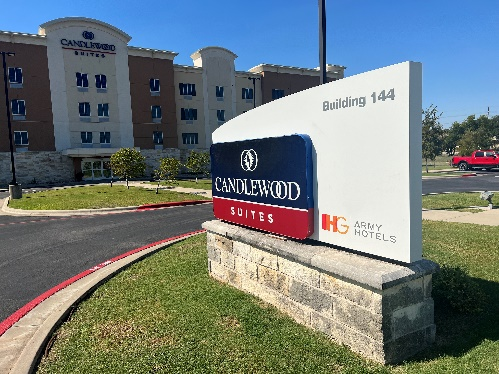 CANDLEWOOD
SUITES
Building 144
CANDLEWOOD
SUITES
IHG ARMY
HOTELS